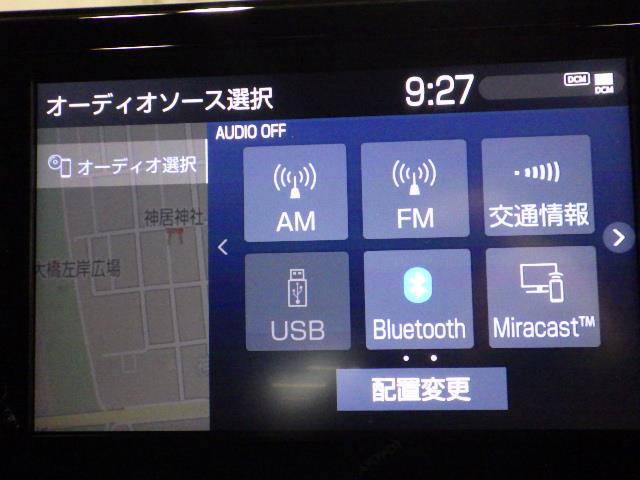 オーディオソース選択
9:27
DCM
DCM
AUDIO OFF
オーディオ選択
AM
FM
交通情報
神居神社
大橋左岸広場
USB
Bluetooth
Miracast™
配置変更